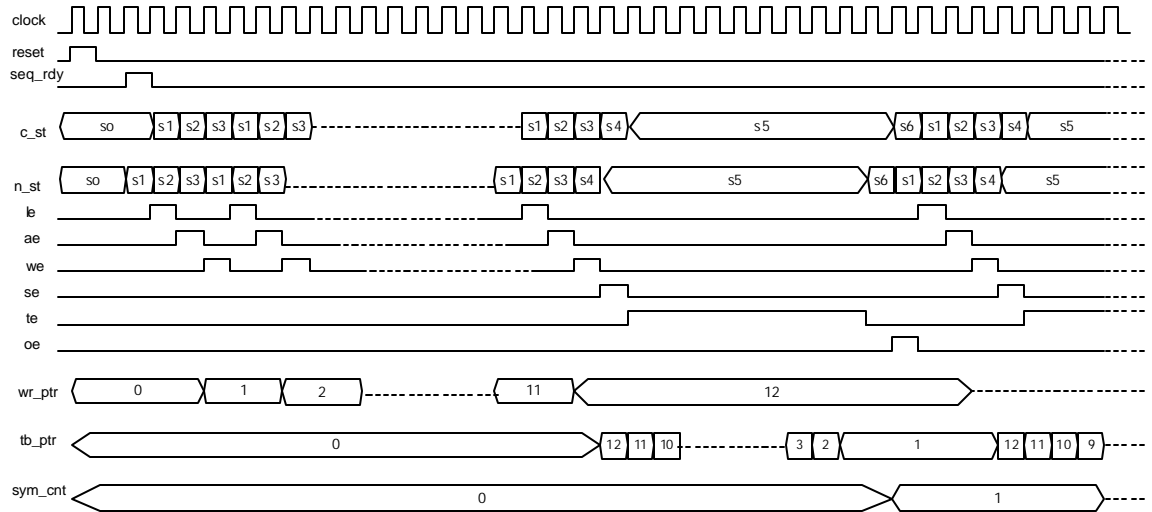 clock
reset
seq_rdy
c_st so s1 s2 s3 s1 s2 s3 s1 s2 s3 s4 s5 s6 s1 s2 s3 s4 s5
n_st so s1 s2 s3 s1 s2 s3 s1 s2 s3 s4 s5 s6 s1 s2 s3 s4 s5
le
ae
we
se
te
oe
wr_ptr 0 1 2 11 12
tb_ptr 0 12 11 10 3 2 1 12 11 10 9
sym_cnt 0 1